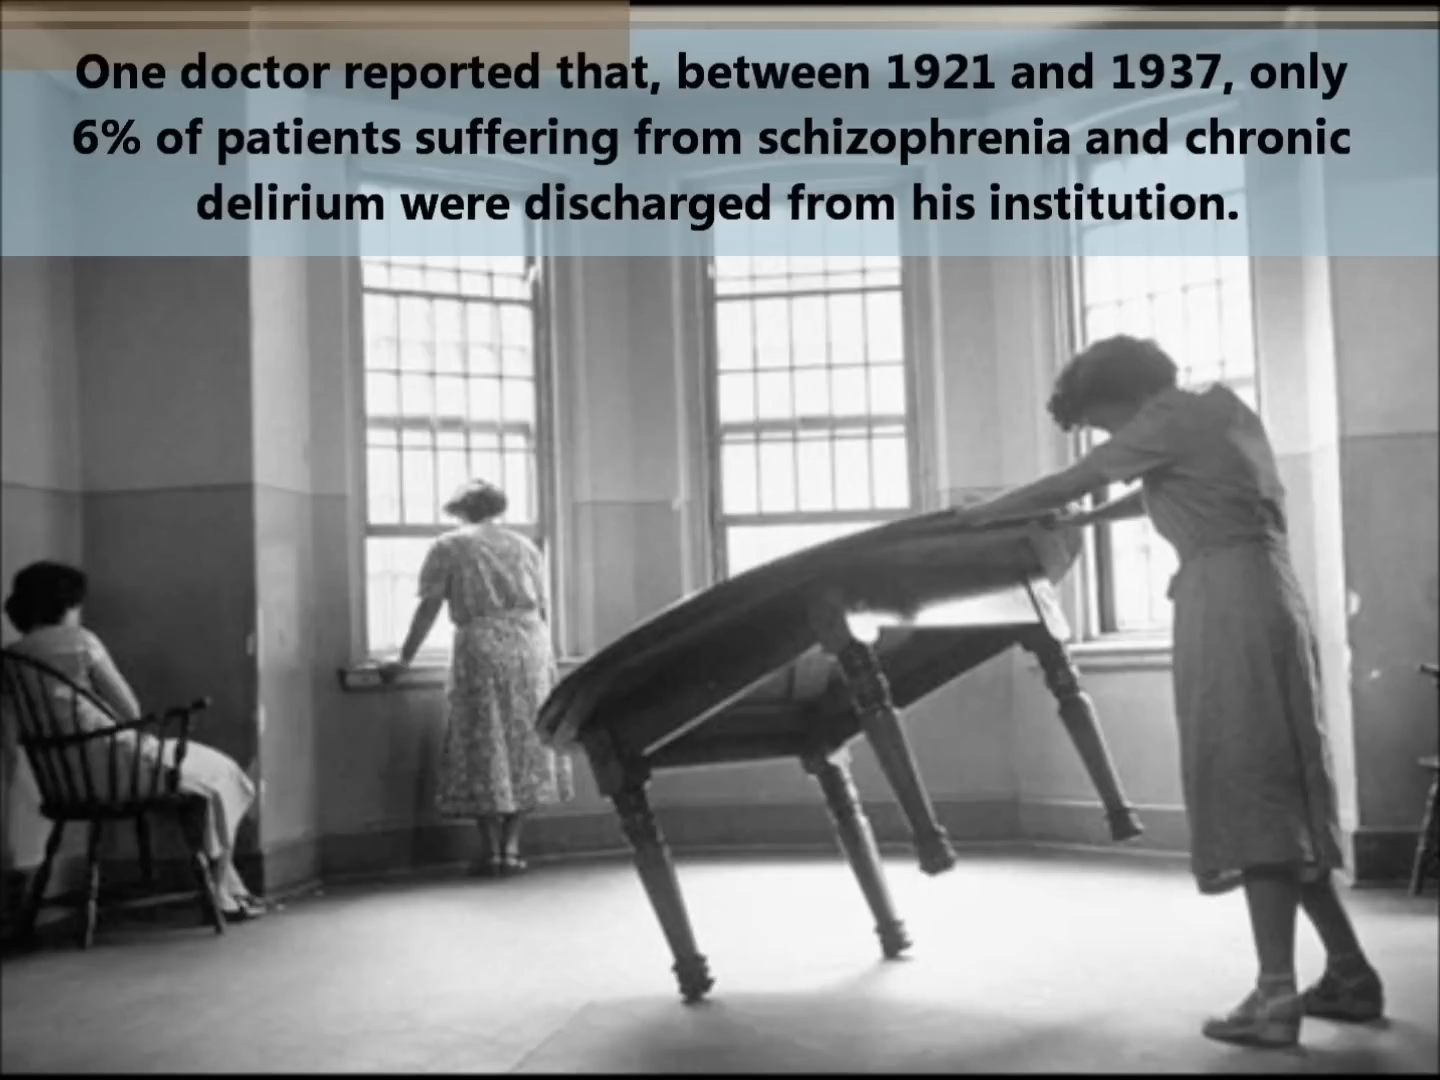 One doctor reported that, between 1921 and 1937, only
6% of patients suffering from schizophrenia and chronic
delirium were discharged from his institution.